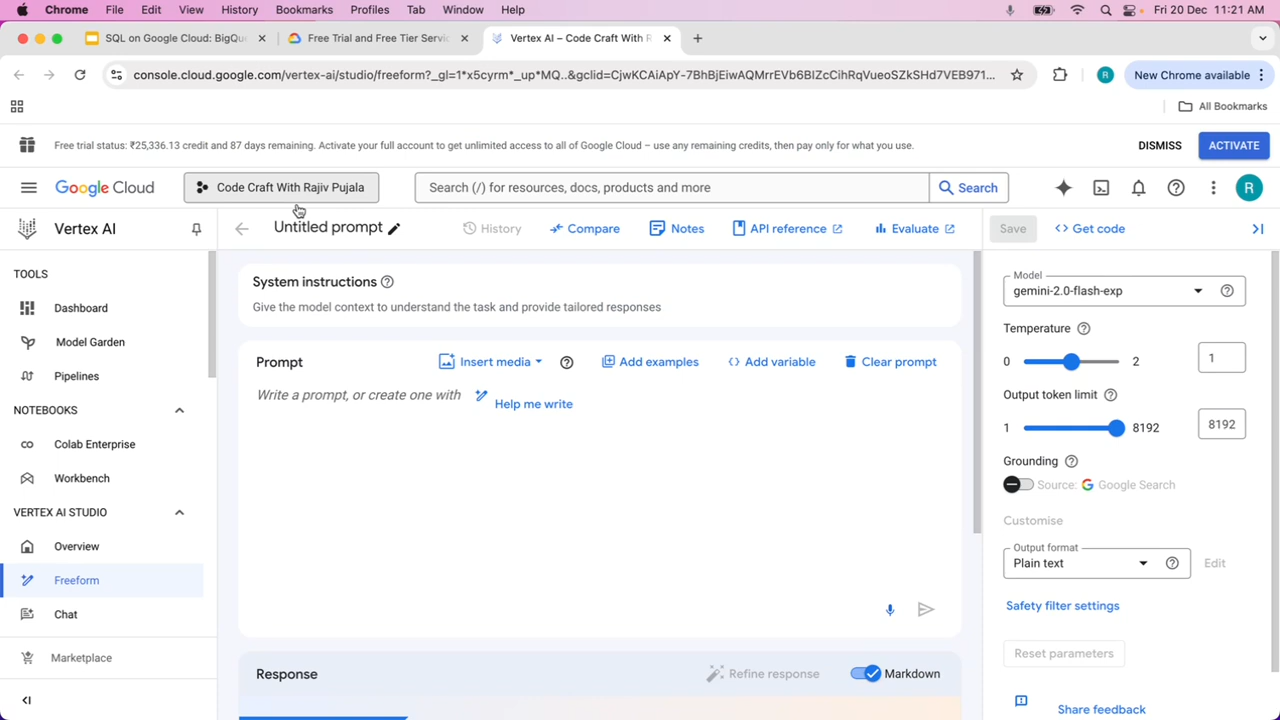 Chrome File Edit View History Bookmarks Profiles Tab Window Help Fri 20 Dec 11:21 AM
SQL on Google Cloud: BigQue
Free Trial and Free Tier Servic
Vertex AI – Code Craft With R
console.cloud.google.com/vertex-ai/studio/freeform?_gl=1*x5cyrm*_up*MQ..&gclid=CjwKCAiApY-7BhBjEiwAQMrrEVb6BIZcCihRqVueoSZkSHd7VEB971...
R
New Chrome available
All Bookmarks
Free trial status: ₹25,336.13 credit and 87 days remaining. Activate your full account to get unlimited access to all of Google Cloud – use any remaining credits, then pay only for what you use.
DISMISS
ACTIVATE
Google Cloud
Code Craft With Rajiv Pujala
Search (/) for resources, docs, products and more
Search
R
Vertex AI
Untitled prompt
History
Compare
Notes
API reference
Evaluate
Save
Get code
TOOLS
Dashboard
Model Garden
Pipelines
NOTEBOOKS
Colab Enterprise
Workbench
VERTEX AI STUDIO
Overview
Freeform
Chat
Marketplace
System instructions
Give the model context to understand the task and provide tailored responses
Prompt
Insert media
Add examples
Add variable
Clear prompt
Write a prompt, or create one with Help me write
Response
Refine response
Markdown
Model
gemini-2.0-flash-exp
Temperature
0 2 1
Output token limit
1 8192 8192
Grounding
Source: G Google Search
Customise
Output format
Plain text
Edit
Safety filter settings
Reset parameters
Share feedback